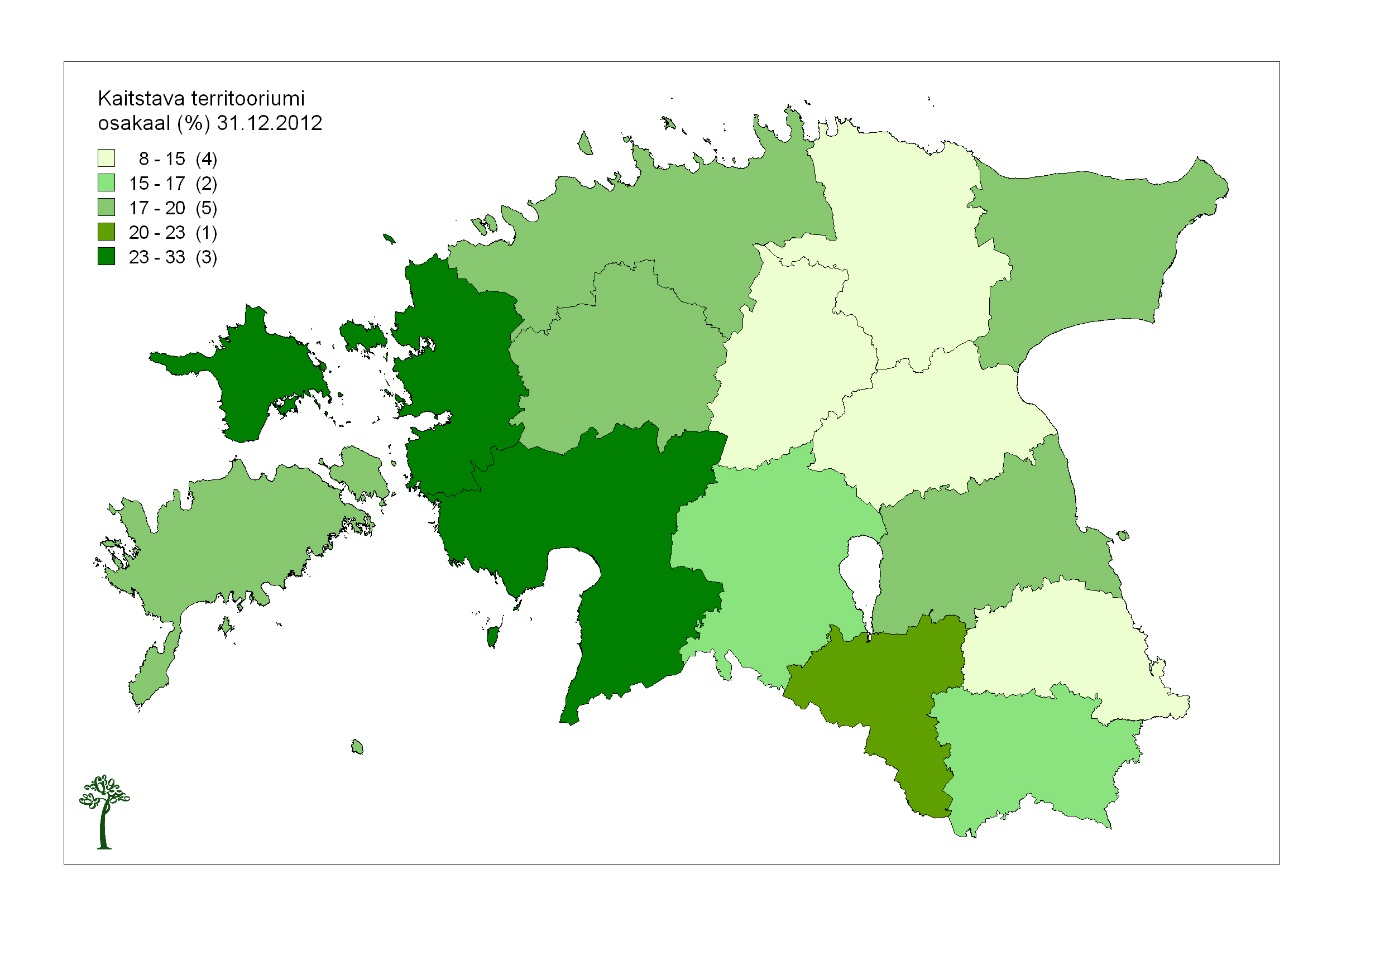 Kaitstava territooriumi
osakaal (%) 31.12.2012
8 - 15 (4)
15 - 17 (2)
17 - 20 (5)
20 - 23 (1)
23 - 33 (3)